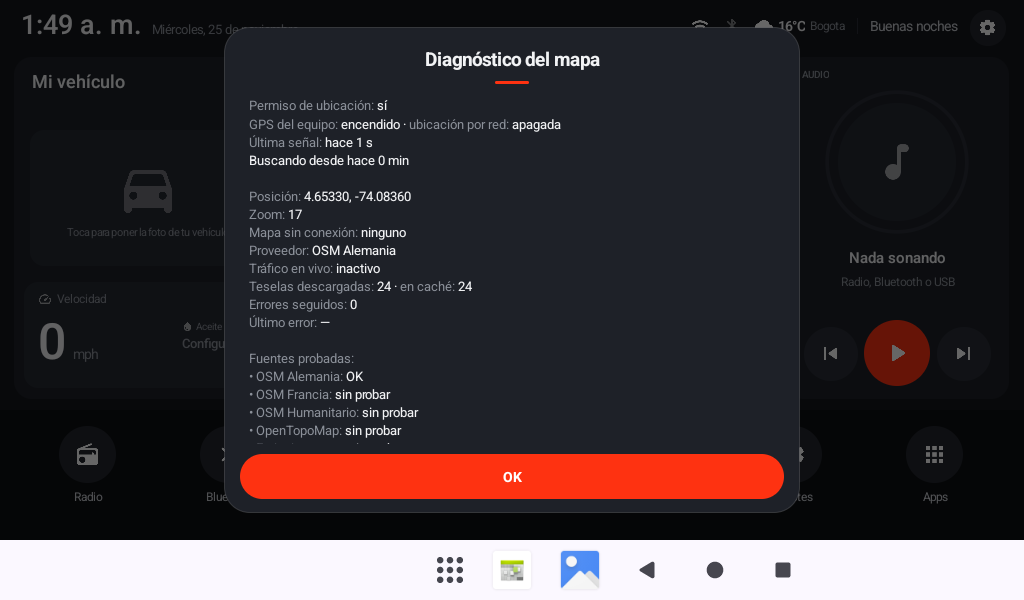 1:49 a. m.
Miércoles, 25 de
16°C Bogota
Buenas noches
Mi vehículo
Toca para poner la foto de tu
Velocidad
0 mph
Aceite
Diagnóstico del mapa
Permiso de ubicación: sí
GPS del equipo: encendido · ubicación por red: apagada
Última señal: hace 1 s
Buscando desde hace 0 min
Posición: 4.65330, -74.08360
Zoom: 17
Mapa sin conexión: ninguno
Proveedor: OSM Alemania
Tráfico en vivo: inactivo
Teselas descargadas: 24 · en caché: 24
Errores seguidos: 0
Último error: —
Fuentes probadas:
• OSM Alemania: OK
• OSM Francia: sin probar
• OSM Humanitario: sin probar
• OpenTopoMap: sin probar
OK
AUDIO
Nada sonando
Radio, Bluetooth o USB
Radio
Apps